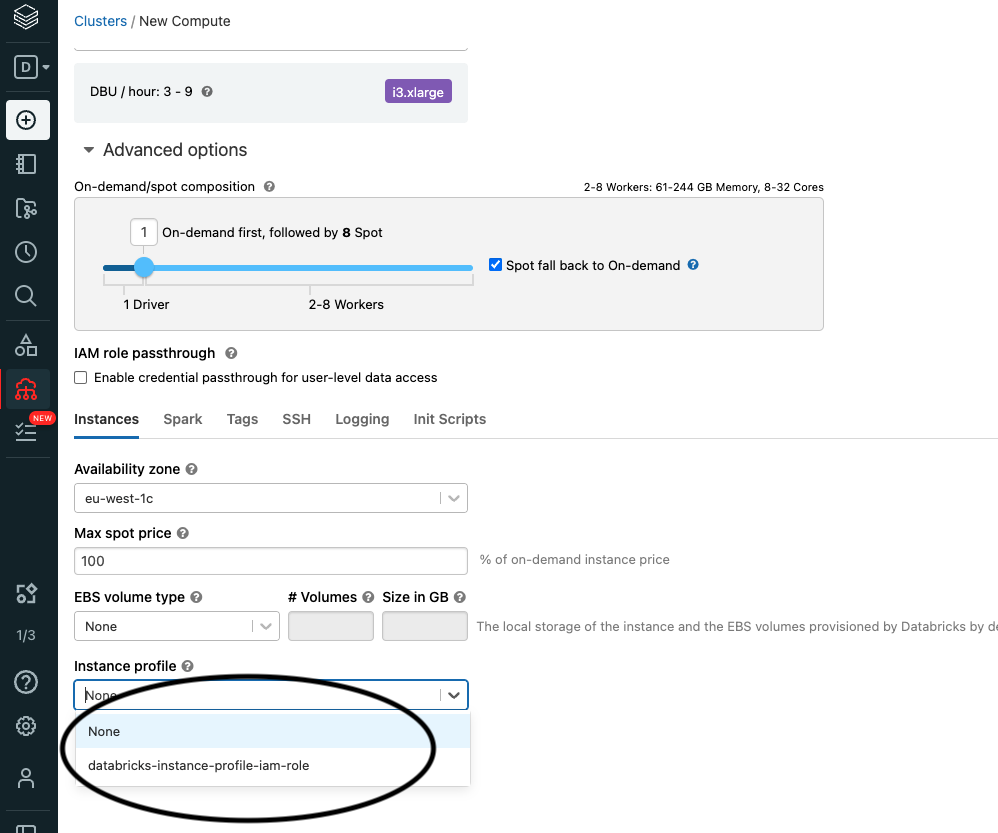 Clusters / New Compute
D
DBU / hour: 3 - 9 ?
i3.xlarge
Advanced options
On-demand/spot composition ?
2-8 Workers: 61-244 GB Memory, 8-32 Cores
1 On-demand first, followed by 8 Spot
Spot fall back to On-demand ?
1 Driver
2-8 Workers
IAM role passthrough ?
Enable credential passthrough for user-level data access
Instances Spark Tags SSH Logging Init Scripts
NEW
Availability zone ?
eu-west-1c
Max spot price ?
100
% of on-demand instance price
EBS volume type ? # Volumes ? Size in GB ?
None
The local storage of the instance and the EBS volumes provisioned by Databricks by de
1/3
Instance profile ?
None
None
databricks-instance-profile-iam-role